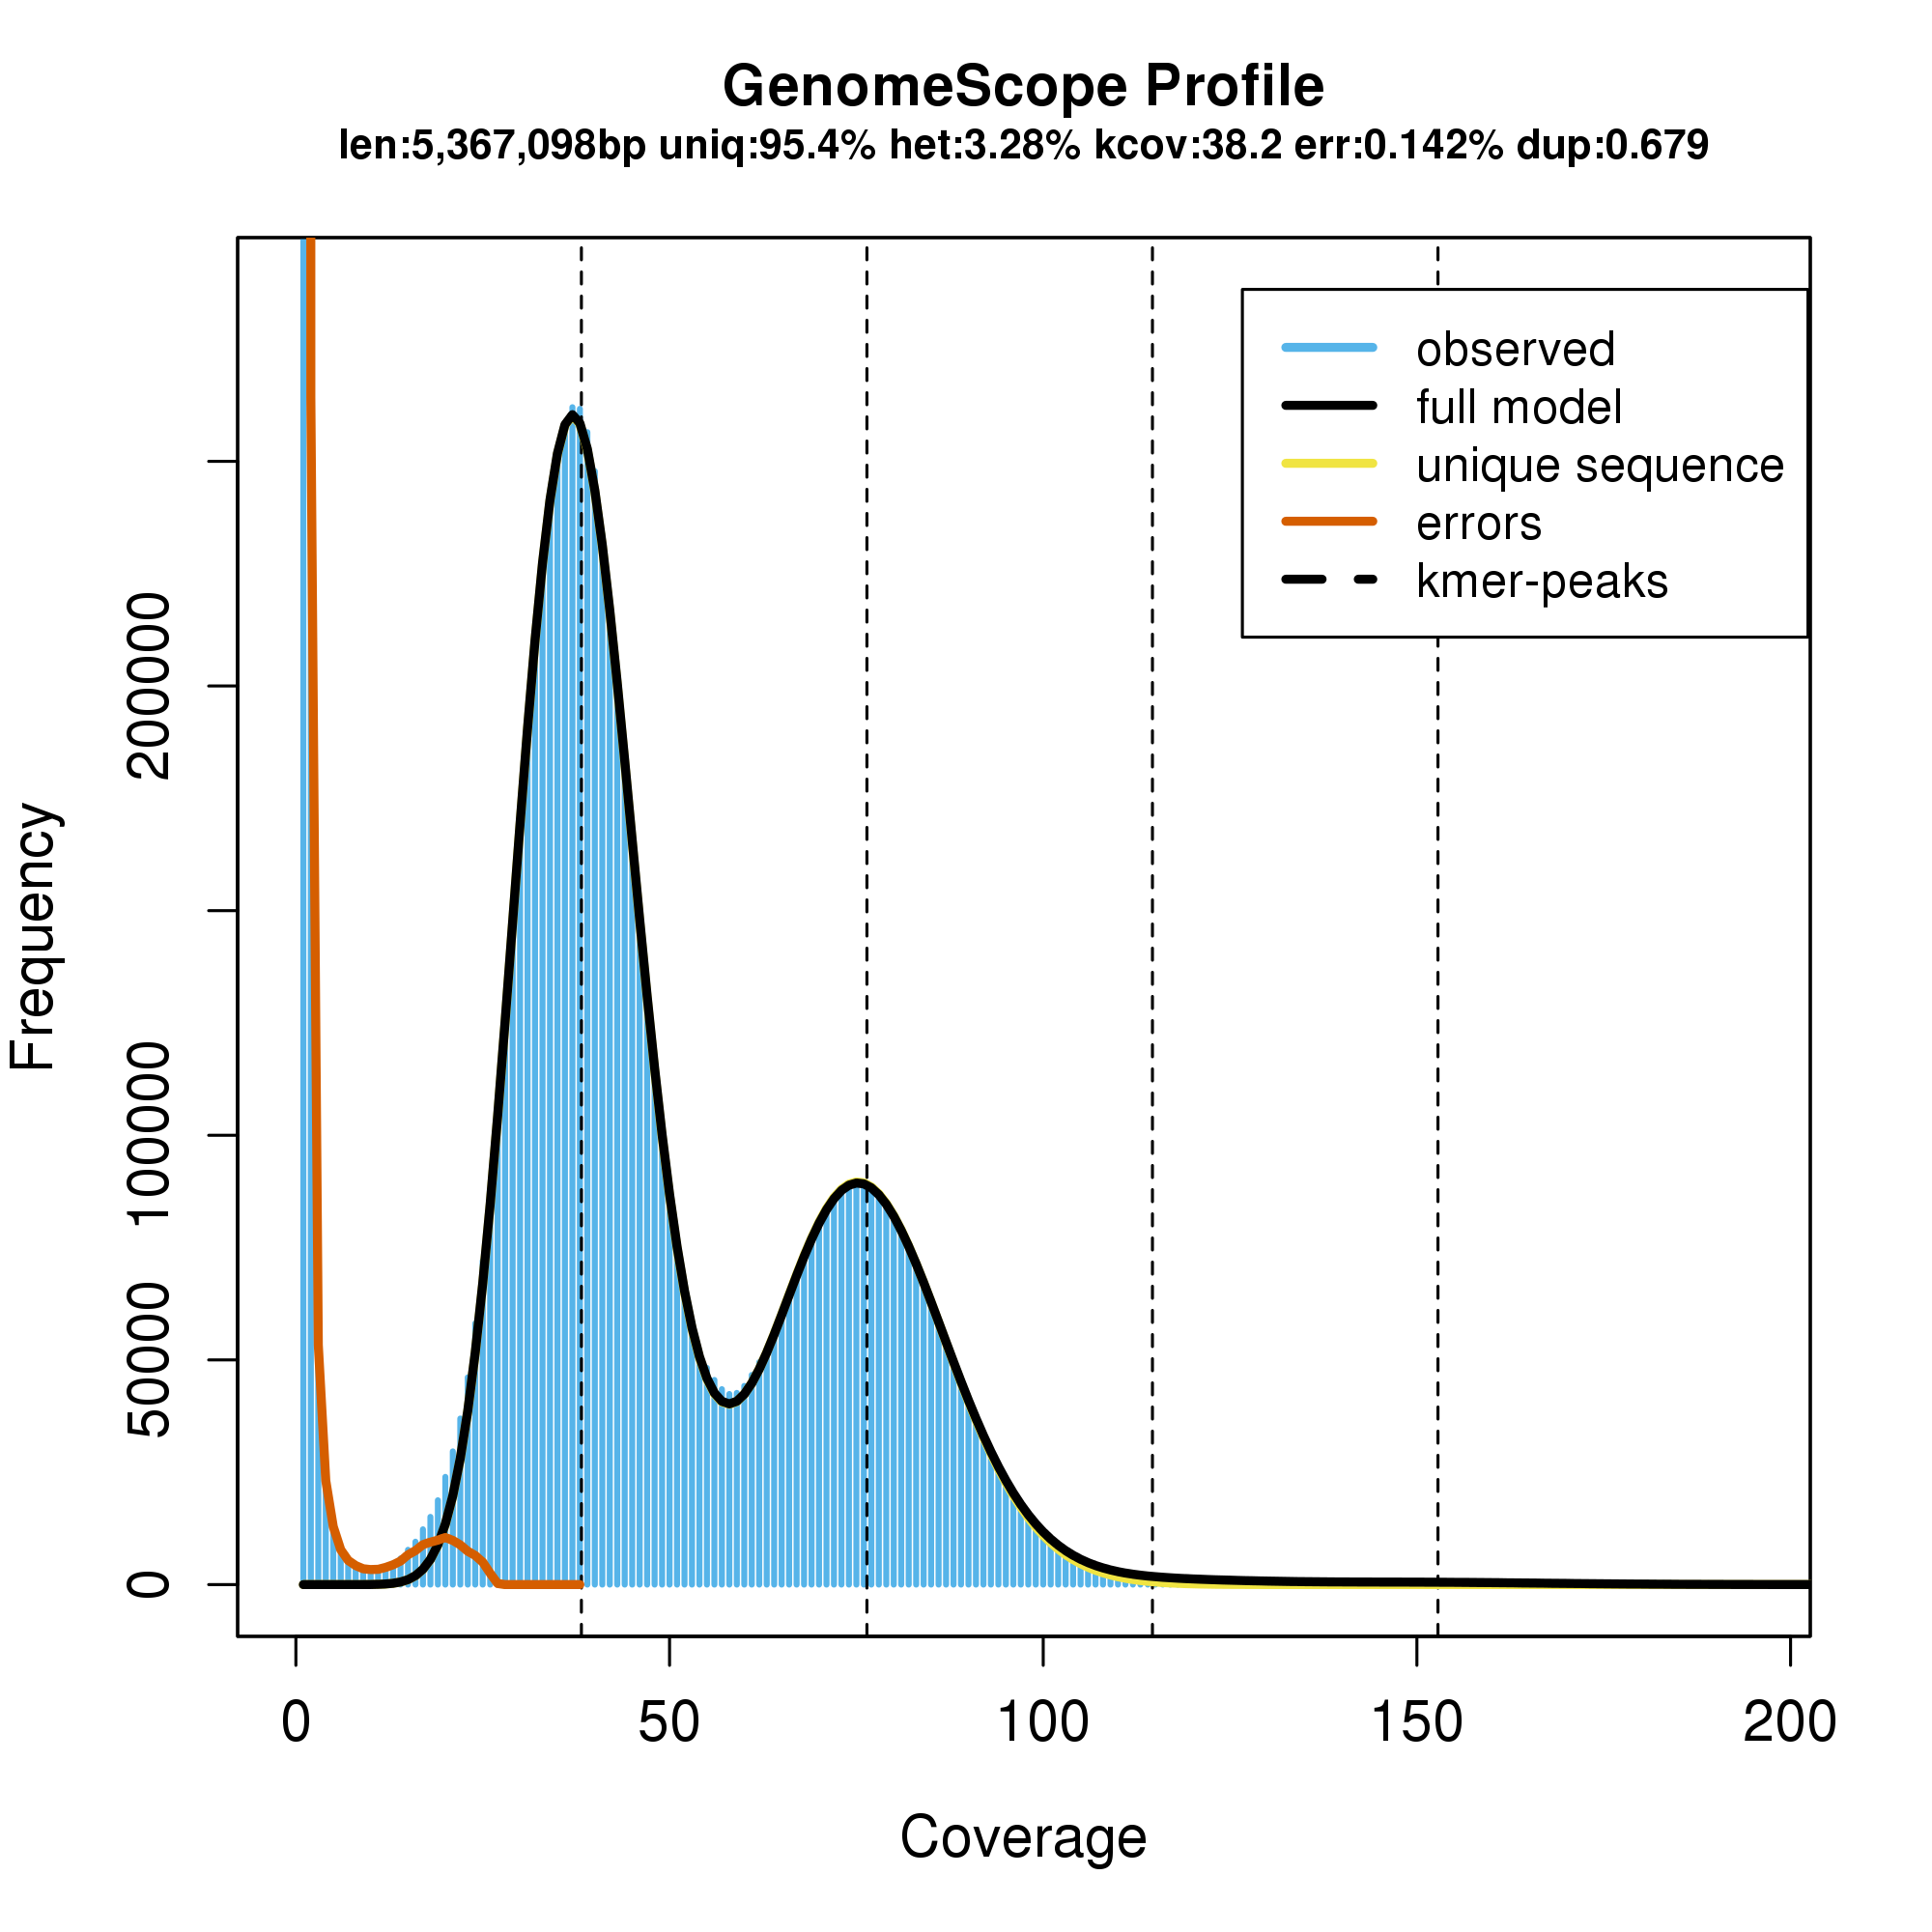 GenomeScope Profile
len:5,367,098bp uniq:95.4% het:3.28% kcov:38.2 err:0.142% dup:0.679
observed
full model
unique sequence
errors
kmer-peaks
Frequency
200000
100000
50000
0
0 50 100 150 200
Coverage